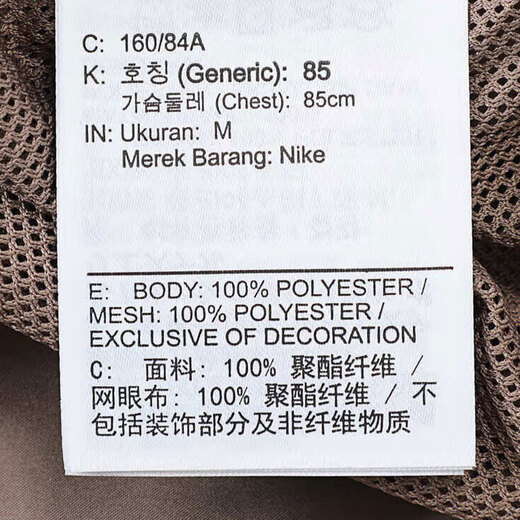 C: 160/84A
K: 호칭 (Generic): 85
가슴둘레 (Chest): 85cm
IN: Ukuran: M
Merek Barang: Nike
E: BODY: 100% POLYESTER /
MESH: 100% POLYESTER /
EXCLUSIVE OF DECORATION
C: 面料: 100% 聚酯纤维 /
网眼布: 100% 聚酯纤维 / 不
包括装饰部分及非纤维物质